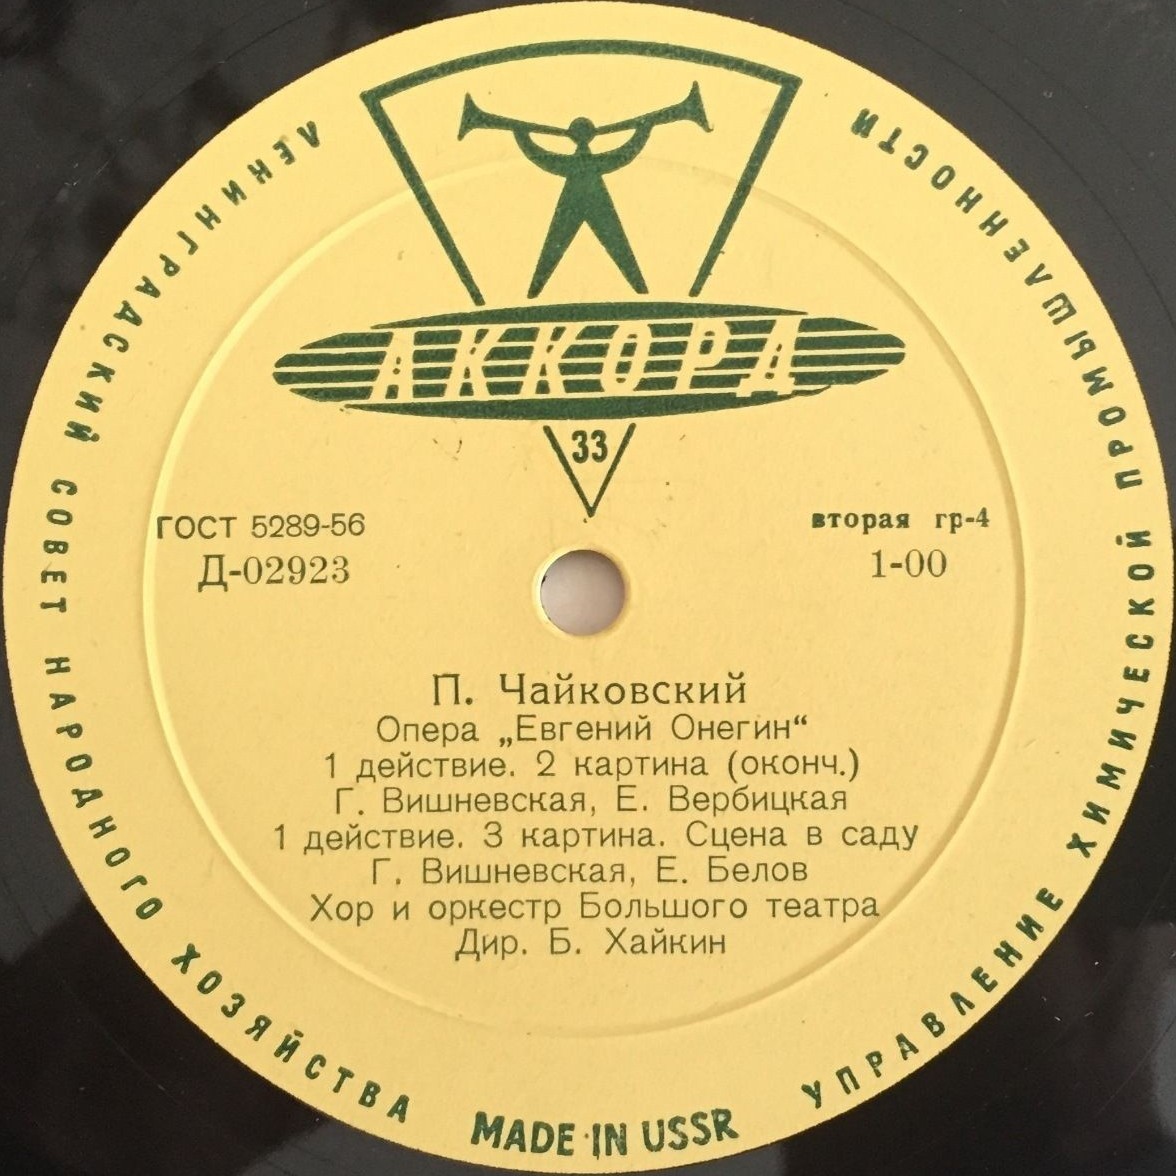 ЛЕНИНГРАДСКИЙ СОВЕТ НАРОДНОГО ХОЗЯЙСТВА
УПРАВЛЕНИЕ ХИМИЧЕСКОЙ ПРОМЫШЛЕННОСТИ
АККОРД
33
ГОСТ 5289-56
Д-02923
вторая гр-4
1-00
П. Чайковский
Опера „Евгений Онегин“
1 действие. 2 картина (оконч.)
Г. Вишневская, Е. Вербицкая
1 действие. 3 картина. Сцена в саду
Г. Вишневская, Е. Белов
Хор и оркестр Большого театра
Дир. Б. Хайкин
MADE IN USSR